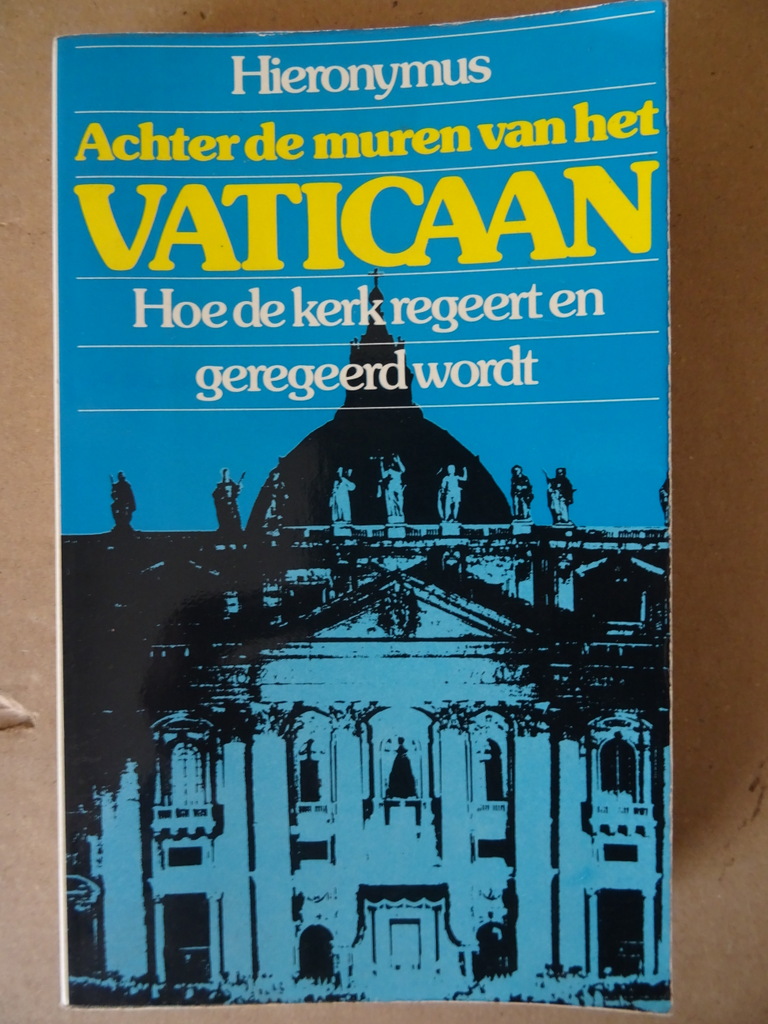 Hieronymus
Achter de muren van het
VATICAAN
Hoe de kerk regeert en
geregeerd wordt